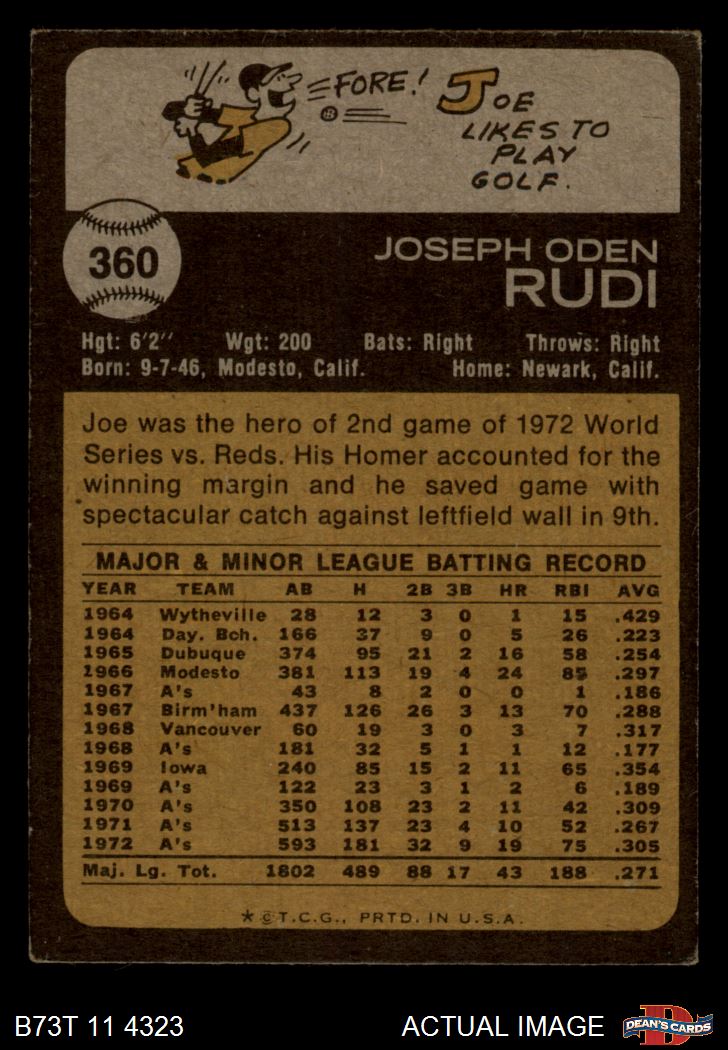 FORE!
JOE
LIKES TO
PLAY
GOLF.
360
JOSEPH ODEN
RUDI
Hgt: 6'2" Wgt: 200 Bats: Right Throws: Right
Born: 9-7-46, Modesto, Calif. Home: Newark, Calif.
Joe was the hero of 2nd game of 1972 World
Series vs. Reds. His Homer accounted for the
winning margin and he saved game with
spectacular catch against leftfield wall in 9th.
MAJOR & MINOR LEAGUE BATTING RECORD
YEAR TEAM AB H 2B 3B HR RBI AVG
1964 Wytheville 28 12 3 0 1 15 .429
1964 Day. Bch. 166 37 9 0 5 26 .223
1965 Dubuque 374 95 21 2 16 58 .254
1966 Modesto 381 113 19 4 24 85 .297
1967 A's 43 8 2 0 0 1 .186
1967 Birm'ham 437 126 26 3 13 70 .288
1968 Vancouver 60 19 3 0 3 7 .317
1968 A's 181 32 5 1 1 12 .177
1969 Iowa 240 85 15 2 11 65 .354
1969 A's 122 23 3 1 2 6 .189
1970 A's 350 108 23 2 11 42 .309
1971 A's 513 137 23 4 10 52 .267
1972 A's 593 181 32 9 19 75 .305
Maj. Lg. Tot. 1802 489 88 17 43 188 .271
★ © T.C.G., PRTD. IN U.S.A.
B73T 11 4323 ACTUAL IMAGE
D
DEAN'S CARDS